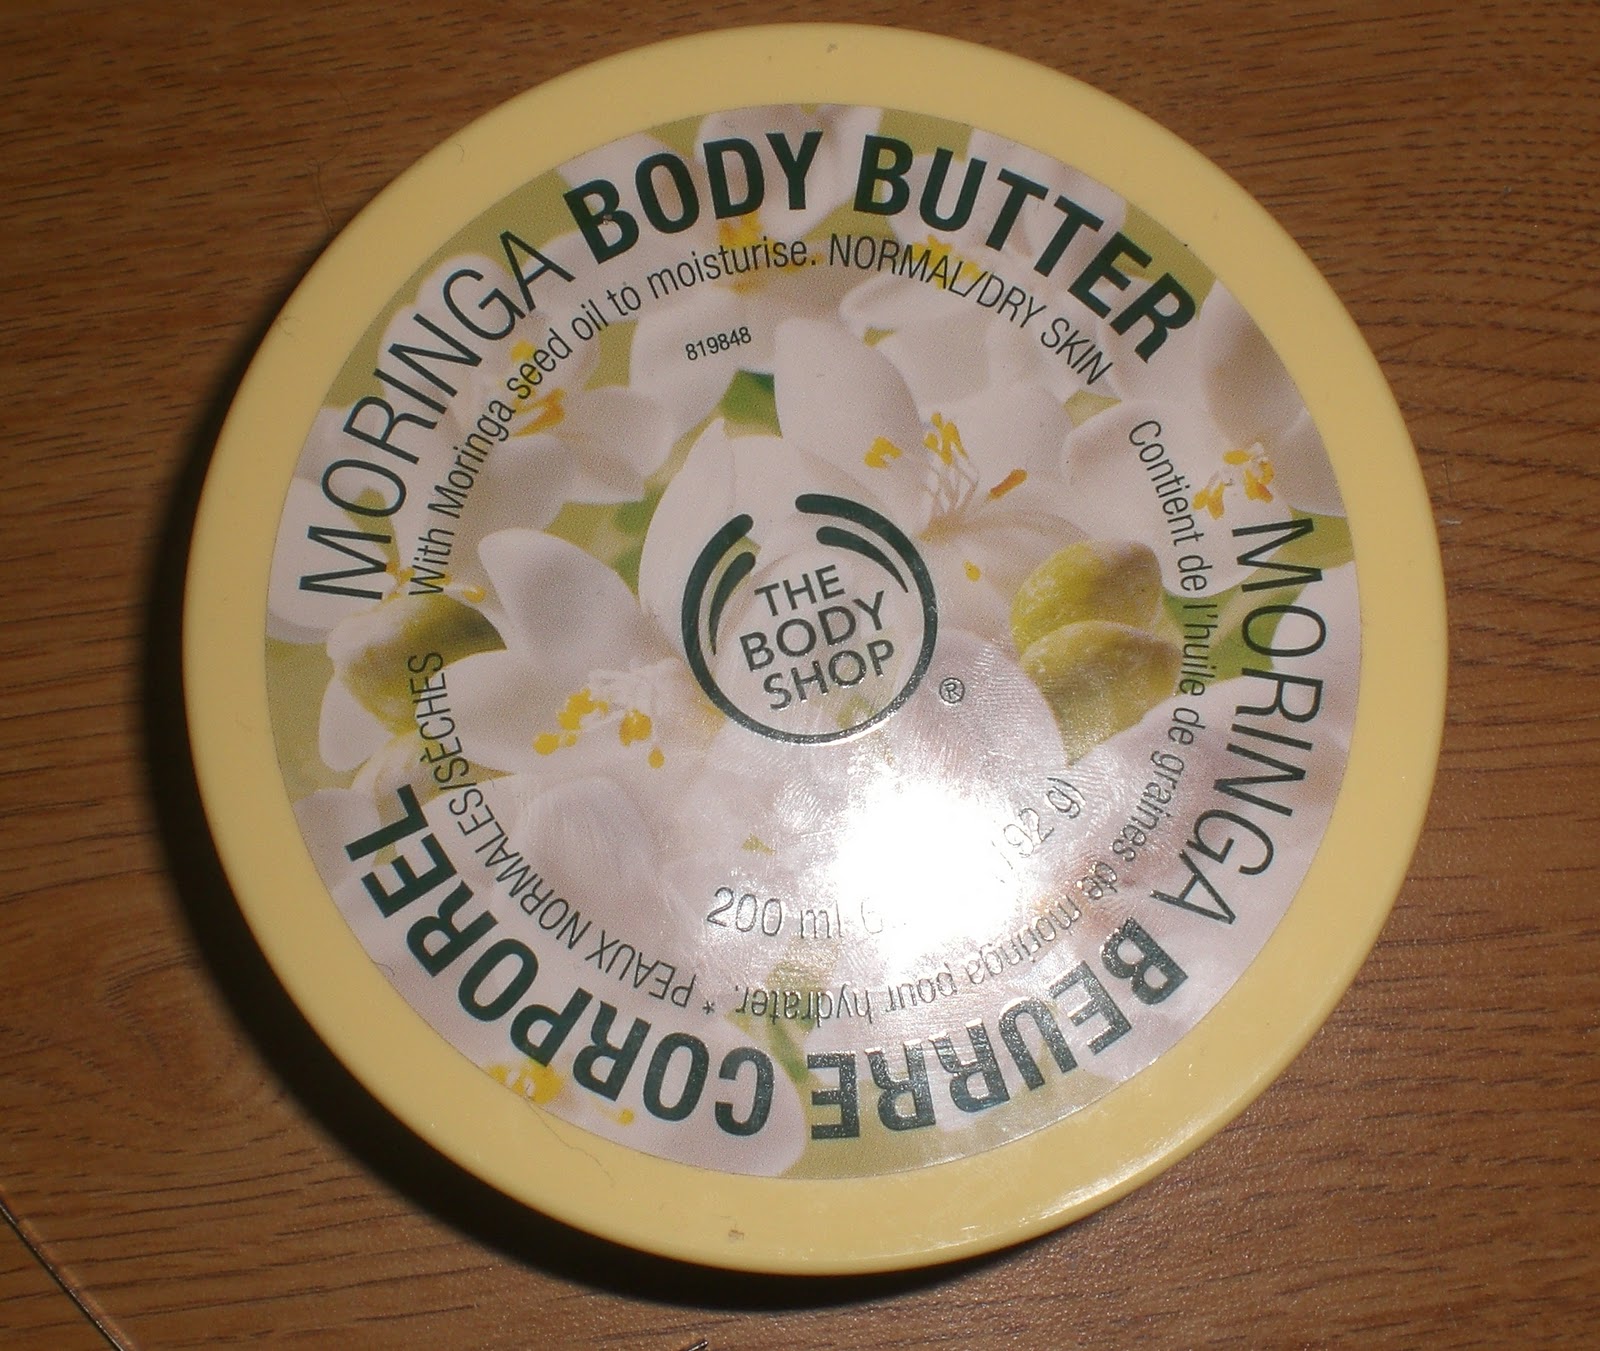 MORINGA BODY BUTTER
With Moringa seed oil to moisturise. NORMAL/DRY SKIN
819848
THE
BODY
SHOP
®
200 ml 192 g)
MORINGA BEURRE CORPOREL
Contient de l'huile de graines de moringa pour hydrater. * PEAUX NORMALES/SÈCHES